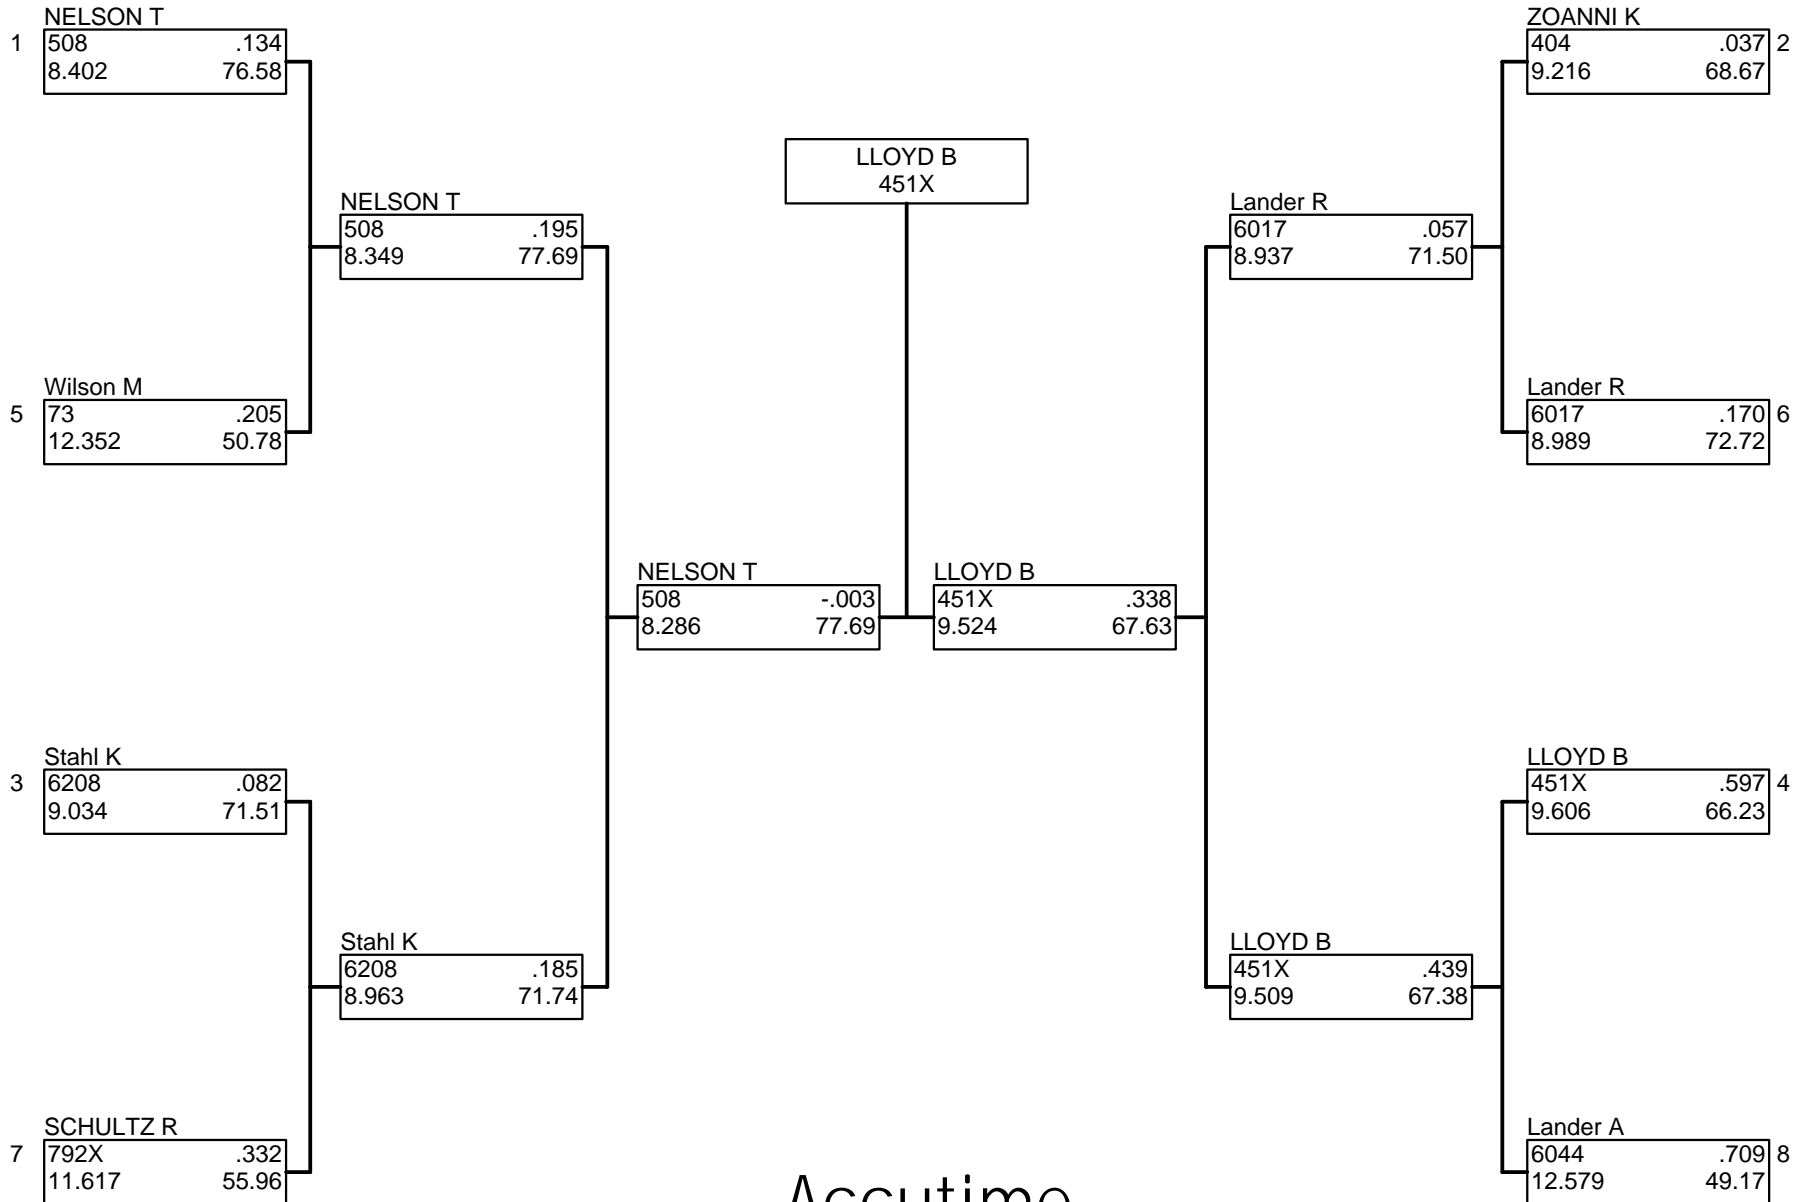 NELSON T
1 508 .134
8.402 76.58
ZOANNI K
404 .037 2
9.216 68.67
LLOYD B
451X
NELSON T
508 .195
8.349 77.69
Lander R
6017 .057
8.937 71.50
Wilson M
5 73 .205
12.352 50.78
Lander R
6017 .170 6
8.989 72.72
NELSON T
508 -.003
8.286 77.69
LLOYD B
451X .338
9.524 67.63
Stahl K
3 6208 .082
9.034 71.51
LLOYD B
451X .597 4
9.606 66.23
Stahl K
6208 .185
8.963 71.74
LLOYD B
451X .439
9.509 67.38
SCHULTZ R
7 792X .332
11.617 55.96
Lander A
6044 .709 8
12.579 49.17
Accutime